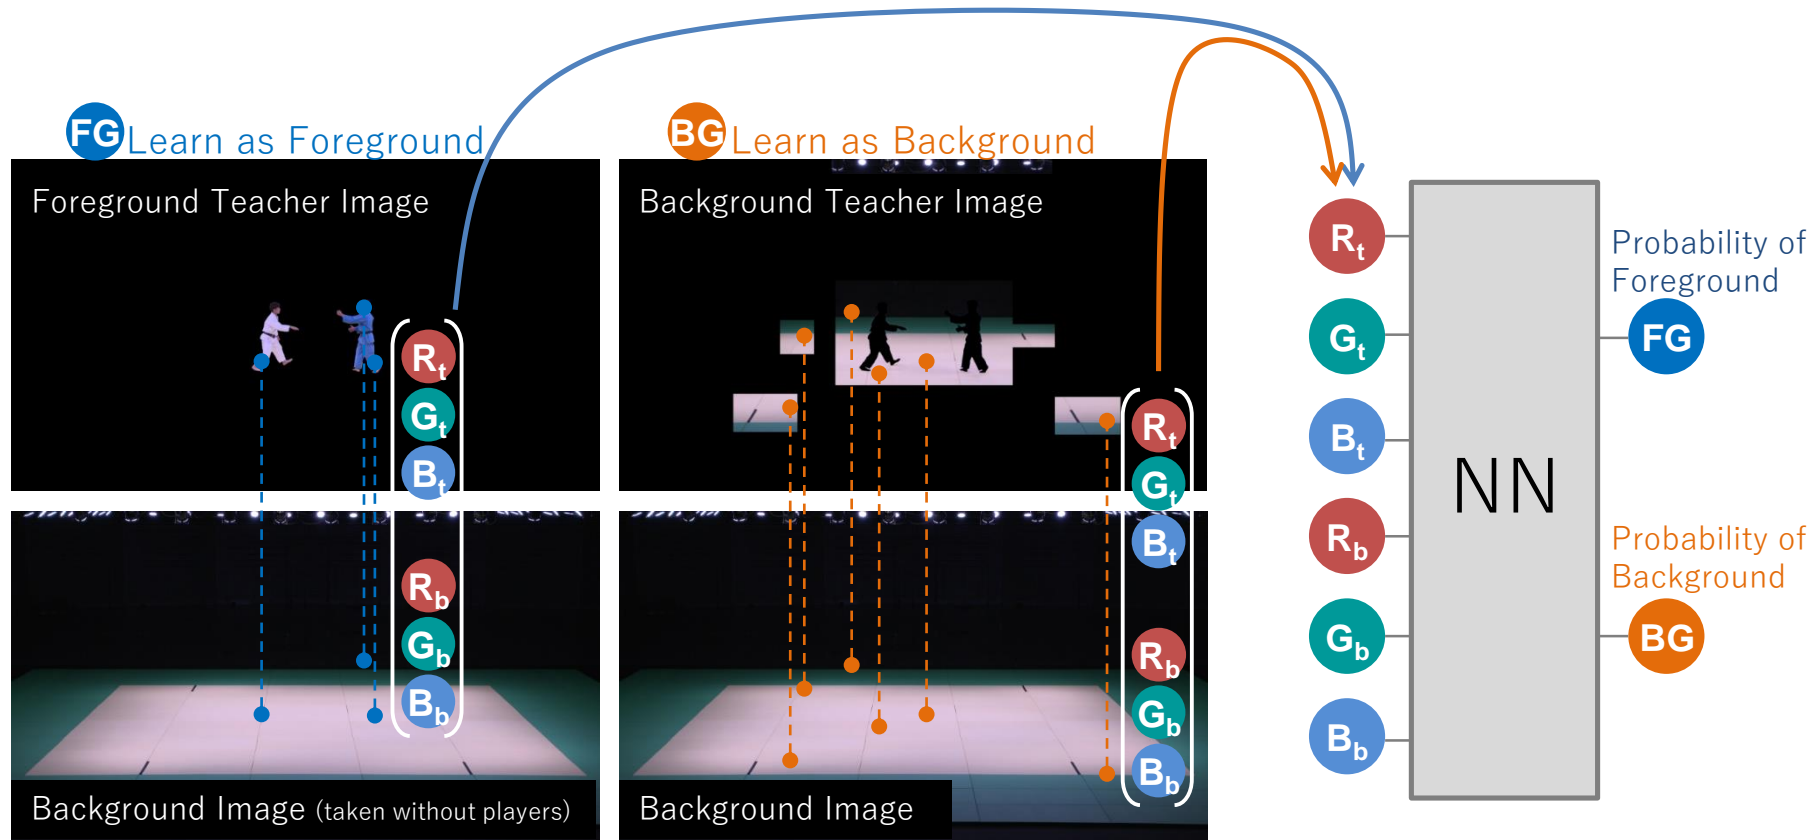 FG Learn as Foreground
Foreground Teacher Image
Rt
Gt
Bt
Rb
Gb
Bb
Background Image (taken without players)
BG Learn as Background
Background Teacher Image
Rt
Gt
Bt
Rb
Gb
Bb
Background Image
Rt
Gt
Bt
Rb
Gb
Bb
NN
Probability of
Foreground
FG
Probability of
Background
BG